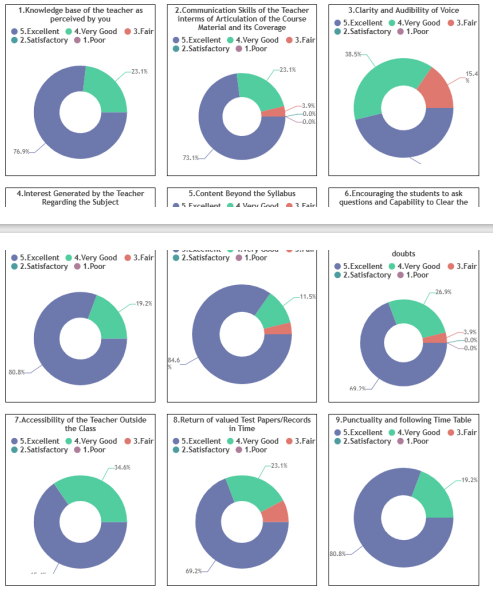 1.Knowledge base of the teacher as
perceived by you
5.Excellent 4.Very Good 3.Fair
2.Satisfactory 1.Poor
23.1%
76.9%
2.Communication Skills of the Teacher
interms of Articulation of the Course
Material and its Coverage
5.Excellent 4.Very Good 3.Fair
2.Satisfactory 1.Poor
23.1%
3.9%
0.0%
0.0%
73.1%
3.Clarity and Audibility of Voice
5.Excellent 4.Very Good 3.Fair
2.Satisfactory 1.Poor
38.5%
15.4
%
4.Interest Generated by the Teacher
Regarding the Subject
5.Excellent 4.Very Good 3.Fair
2.Satisfactory 1.Poor
19.2%
80.8%
5.Content Beyond the Syllabus
5.Excellent 4.Very Good 3.Fair
2.Satisfactory 1.Poor
11.5%
84.6
%
6.Encouraging the students to ask
questions and Capability to Clear the
doubts
5.Excellent 4.Very Good 3.Fair
2.Satisfactory 1.Poor
26.9%
3.9%
0.0%
0.0%
69.2%
7.Accessibility of the Teacher Outside
the Class
5.Excellent 4.Very Good 3.Fair
2.Satisfactory 1.Poor
34.6%
8.Return of valued Test Papers/Records
in Time
5.Excellent 4.Very Good 3.Fair
2.Satisfactory 1.Poor
23.1%
69.2%
9.Punctuality and following Time Table
5.Excellent 4.Very Good 3.Fair
2.Satisfactory 1.Poor
19.2%
80.8%